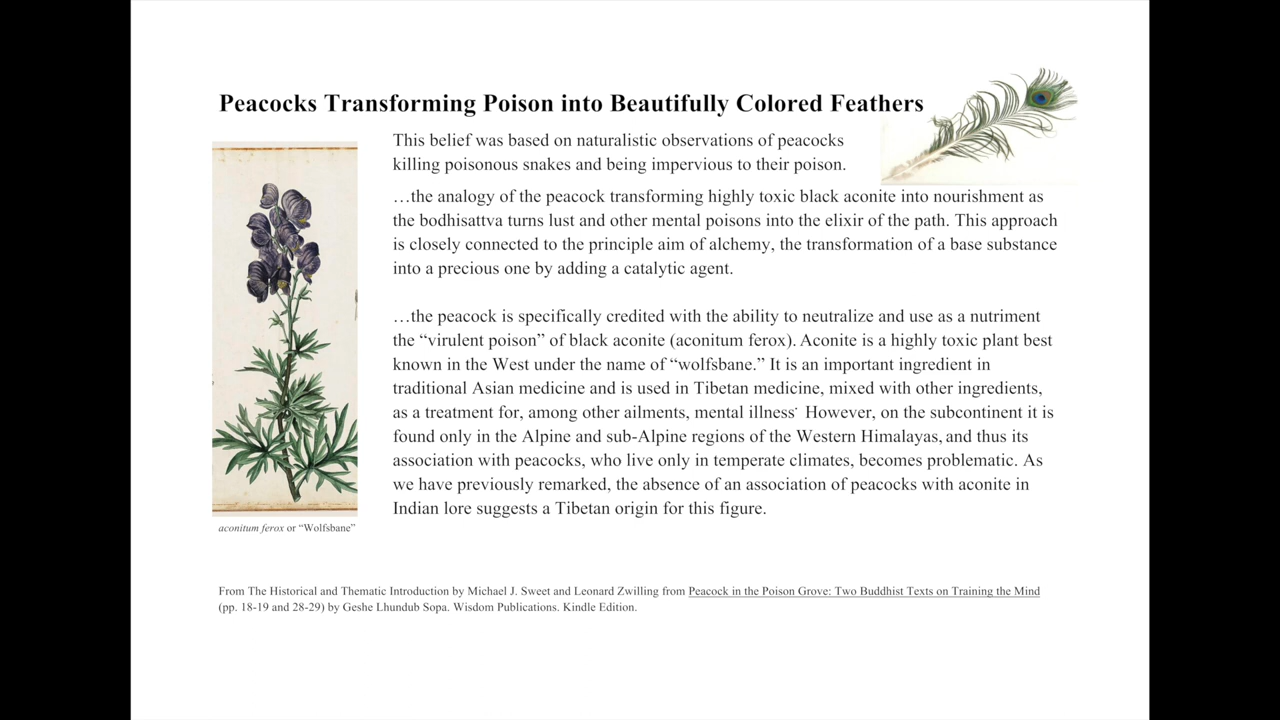 Peacocks Transforming Poison into Beautifully Colored Feathers
This belief was based on naturalistic observations of peacocks
killing poisonous snakes and being impervious to their poison.
…the analogy of the peacock transforming highly toxic black aconite into nourishment as
the bodhisattva turns lust and other mental poisons into the elixir of the path. This approach
is closely connected to the principle aim of alchemy, the transformation of a base substance
into a precious one by adding a catalytic agent.
…the peacock is specifically credited with the ability to neutralize and use as a nutriment
the “virulent poison” of black aconite (aconitum ferox). Aconite is a highly toxic plant best
known in the West under the name of “wolfsbane.” It is an important ingredient in
traditional Asian medicine and is used in Tibetan medicine, mixed with other ingredients,
as a treatment for, among other ailments, mental illness· However, on the subcontinent it is
found only in the Alpine and sub-Alpine regions of the Western Himalayas, and thus its
association with peacocks, who live only in temperate climates, becomes problematic. As
we have previously remarked, the absence of an association of peacocks with aconite in
Indian lore suggests a Tibetan origin for this figure.
aconitum ferox or “Wolfsbane”
From The Historical and Thematic Introduction by Michael J. Sweet and Leonard Zwilling from Peacock in the Poison Grove: Two Buddhist Texts on Training the Mind
(pp. 18-19 and 28-29) by Geshe Lhundub Sopa. Wisdom Publications. Kindle Edition.